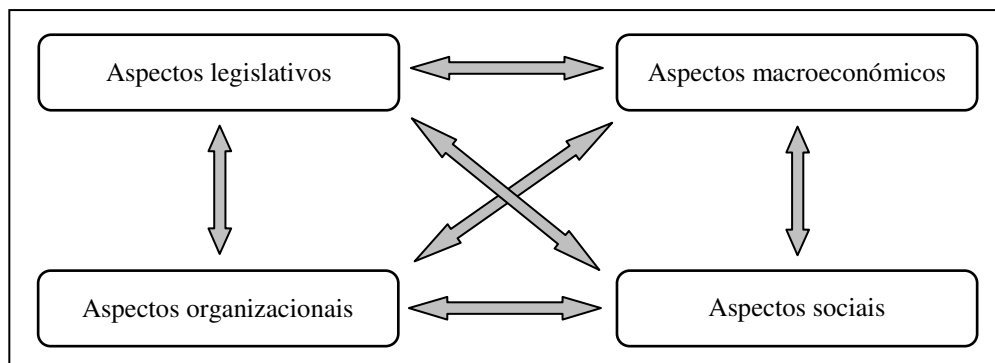 Aspectos legislativos
Aspectos macroeconómicos
Aspectos organizacionais
Aspectos sociais